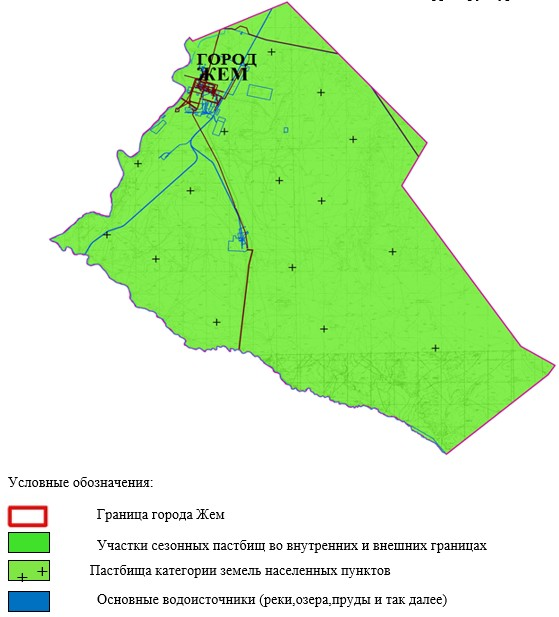 ГОРОД
ЖЕМ
Условные обозначения:
Граница города Жем
Участки сезонных пастбищ во внутренних и внешних границах
Пастбища категории земель населенных пунктов
Основные водоисточники (реки,озера,пруды и так далее)